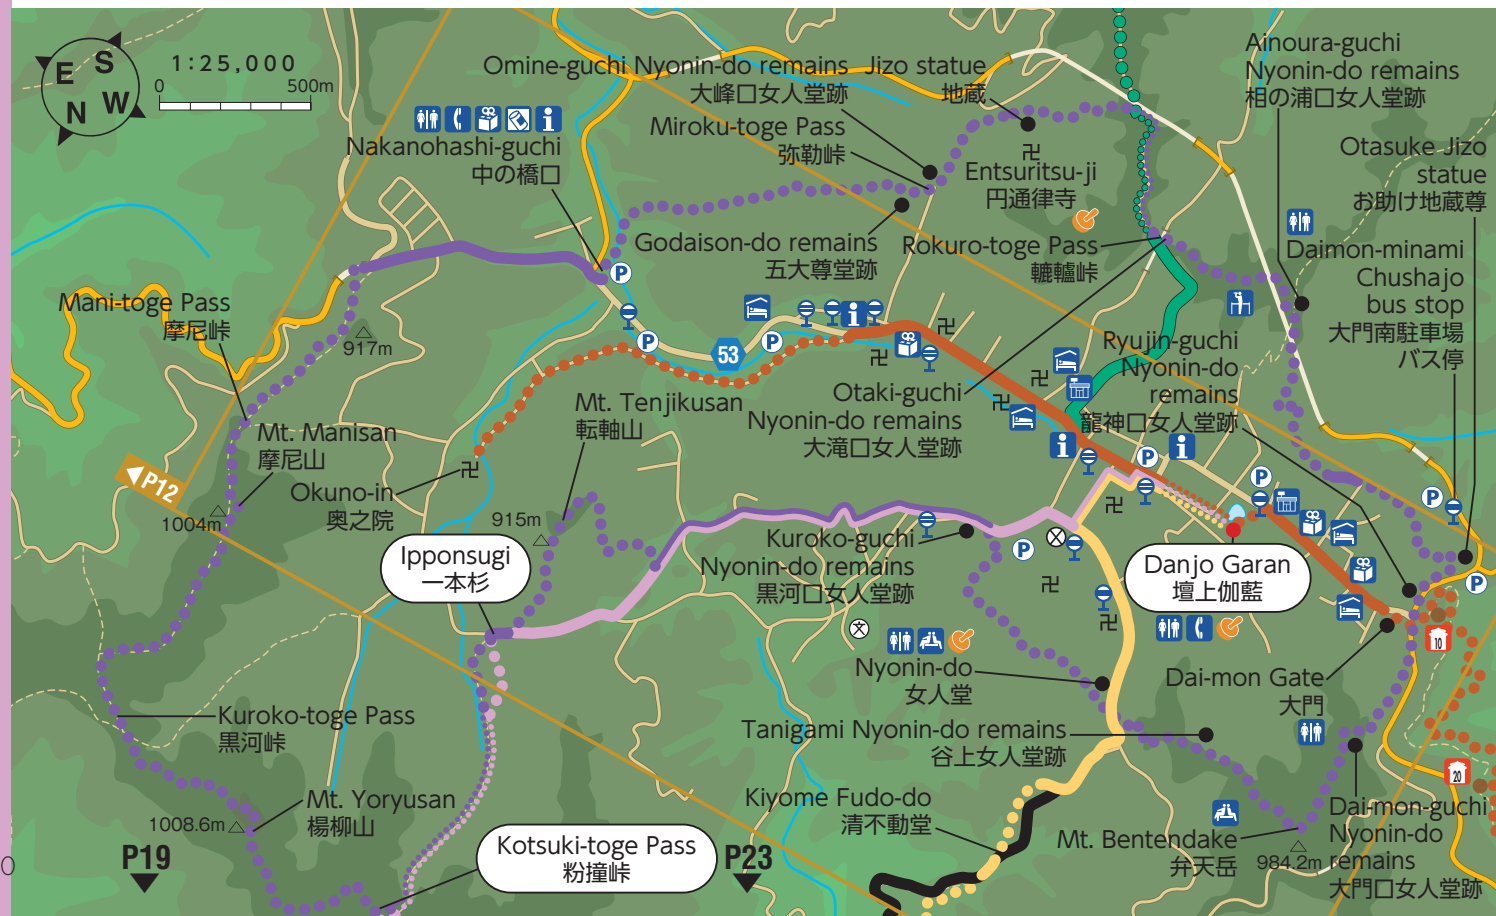 E
S
N
W
1:25,000
0
500m
Omine-guchi Nyonin-do remains
大峰口女人堂跡
Jizo statue
地蔵
Ainoura-guchi
Nyonin-do remains
相の浦口女人堂跡
Nakanohashi-guchi
中の橋口
Miroku-toge Pass
弥勒峠
Entsuritsu-ji
円通律寺
Otasuke Jizo
statue
お助け地蔵尊
Godaison-do remains
五大尊堂跡
Rokuro-toge Pass
轆轤峠
Daimon-minami
Chushajo
bus stop
大門南駐車場
バス停
Mani-toge Pass
摩尼峠
917m
53
Ryujin-guchi
Nyonin-do
remains
龍神口女人堂跡
Otaki-guchi
Nyonin-do remains
大滝口女人堂跡
Mt. Tenjikusan
転軸山
Mt. Manisan
摩尼山
P12
Okuno-in
奥之院
1004m
915m
Ipponsugi
一本杉
Kuroko-guchi
Nyonin-do remains
黒河口女人堂跡
Danjo Garan
壇上伽藍
文
10
Nyonin-do
女人堂
Dai-mon Gate
大門
Kuroko-toge Pass
黒河峠
Tanigami Nyonin-do remains
谷上女人堂跡
20
Mt. Yoryusan
楊柳山
1008.6m
Kiyome Fudo-do
清不動堂
Dai-mon-guchi
Nyonin-do
remains
大門口女人堂跡
Mt. Bentendake
弁天岳
984.2m
P19
Kotsuki-toge Pass
粉撞峠
P23
P
P
P
P
P
P
P
P
0